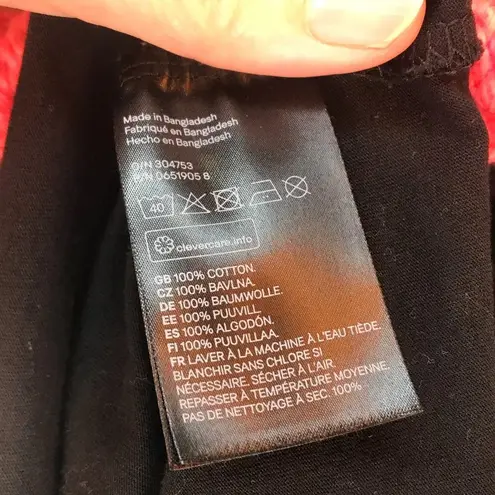 Made in Bangladesh
Fabriqué en Bangladesh
Hecho en Bangladesh
O/N 304753
P/N 0651905 8
40
clevercare.info
GB 100% COTTON.
CZ 100% BAVLNA.
DE 100% BAUMWOLLE.
EE 100% PUUVILL.
ES 100% ALGODÓN.
FI 100% PUUVILLAA.
FR LAVER À LA MACHINE À L'EAU TIÈDE.
BLANCHIR SANS CHLORE SI
NÉCESSAIRE. SÉCHER À L'AIR.
REPASSER À TEMPÉRATURE MOYENNE.
PAS DE NETTOYAGE À SEC. 100%